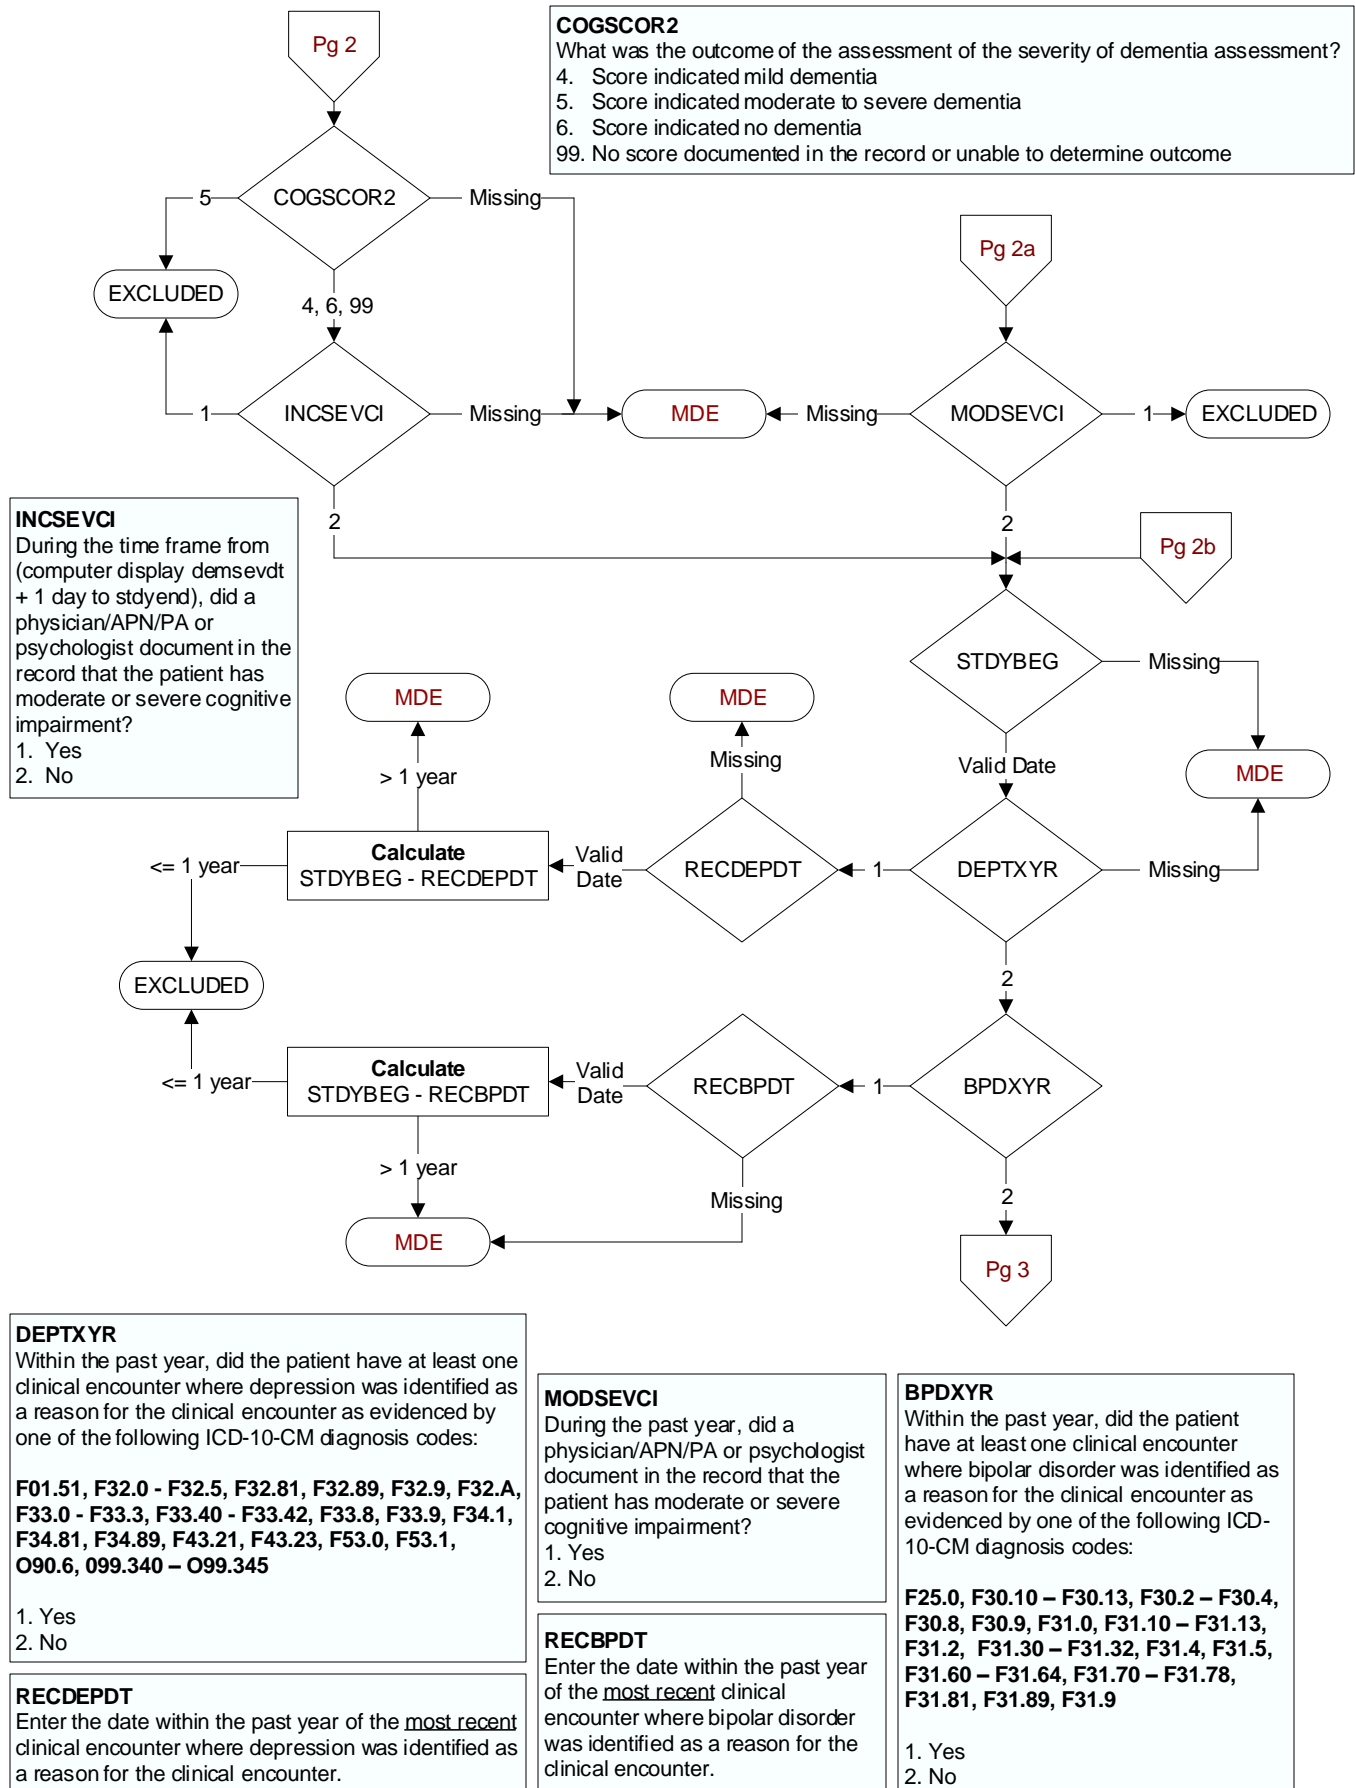 Pg 2
COGSCOR2
What was the outcome of the assessment of the severity of dementia assessment?
4. Score indicated mild dementia
5. Score indicated moderate to severe dementia
6. Score indicated no dementia
99. No score documented in the record or unable to determine outcome
5
COGSCOR2
Missing
Pg 2a
EXCLUDED
4, 6, 99
1
INCSEVCI
Missing
MDE
Missing
MODSEVCI
1
EXCLUDED
2
2
Pg 2b
INCSEVCI
During the time frame from
(computer display demsevdt
+ 1 day to stdyend), did a
physician/APN/PA or
psychologist document in the
record that the patient has
moderate or severe cognitive
impairment?
1. Yes
2. No
STDYBEG
Missing
MDE
MDE
Missing
Valid Date
MDE
> 1 year
<= 1 year
Calculate
STDYBEG - RECDEPDT
Valid
Date
RECDEPDT
1
DEPTXYR
Missing
EXCLUDED
2
<= 1 year
Calculate
STDYBEG - RECBPDT
Valid
Date
RECBPDT
1
BPDXYR
> 1 year
Missing
2
MDE
Pg 3
DEPTXYR
Within the past year, did the patient have at least one
clinical encounter where depression was identified as
a reason for the clinical encounter as evidenced by
one of the following ICD-10-CM diagnosis codes:
F01.51, F32.0 - F32.5, F32.81, F32.89, F32.9, F32.A,
F33.0 - F33.3, F33.40 - F33.42, F33.8, F33.9, F34.1,
F34.81, F34.89, F43.21, F43.23, F53.0, F53.1,
O90.6, 099.340 – O99.345
1. Yes
2. No
RECDEPDT
Enter the date within the past year of the most recent
clinical encounter where depression was identified as
a reason for the clinical encounter.
MODSEVCI
During the past year, did a
physician/APN/PA or psychologist
document in the record that the
patient has moderate or severe
cognitive impairment?
1. Yes
2. No
RECBPDT
Enter the date within the past year
of the most recent clinical
encounter where bipolar disorder
was identified as a reason for the
clinical encounter.
BPDXYR
Within the past year, did the patient
have at least one clinical encounter
where bipolar disorder was identified as
a reason for the clinical encounter as
evidenced by one of the following ICD-
10-CM diagnosis codes:
F25.0, F30.10 – F30.13, F30.2 – F30.4,
F30.8, F30.9, F31.0, F31.10 – F31.13,
F31.2, F31.30 – F31.32, F31.4, F31.5,
F31.60 – F31.64, F31.70 – F31.78,
F31.81, F31.89, F31.9
1. Yes
2. No